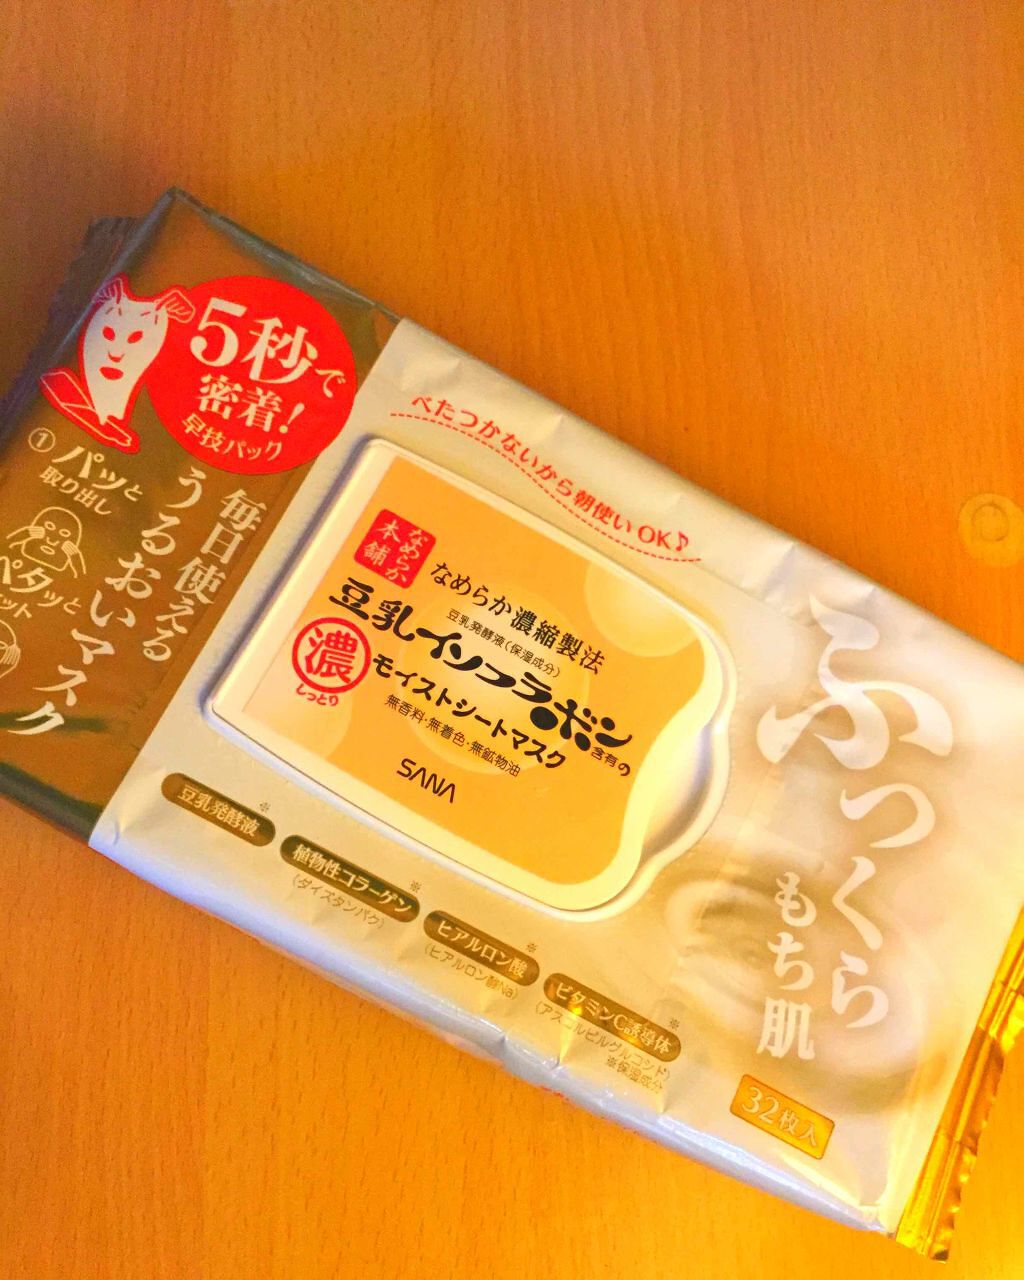 5秒で
密着!
早技パック
① パッと
取り出し
ペタッと
毎日使える
うるおいマスク
べたつかないから朝使いOK♪
なめらか
本舗
なめらか濃縮製法
豆乳発酵液(保湿成分)
豆乳イソフラボン
含有の
濃
しっとり
モイストシートマスク
無香料・無着色・無鉱物油
SANA
豆乳発酵液※
植物性コラーゲン※
(ダイズタンパク)
ヒアルロン酸※
(ヒアルロン酸Na)
ビタミンC誘導体※
(アスコルビルグルコシド)
※保湿成分
ふっくら
もち肌
32枚入